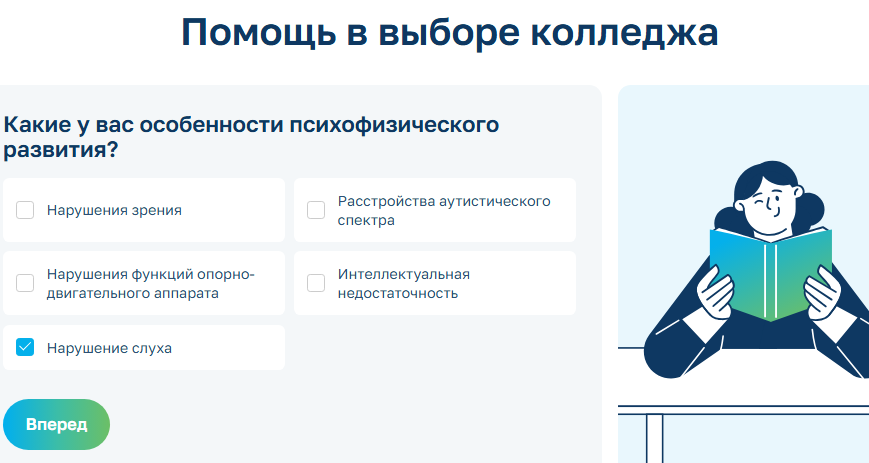 Помощь в выборе колледжа
Какие у вас особенности психофизического
развития?
Нарушения зрения
Расстройства аутистического
спектра
Нарушения функций опорно-
двигательного аппарата
Интеллектуальная
недостаточность
Нарушение слуха
Вперед